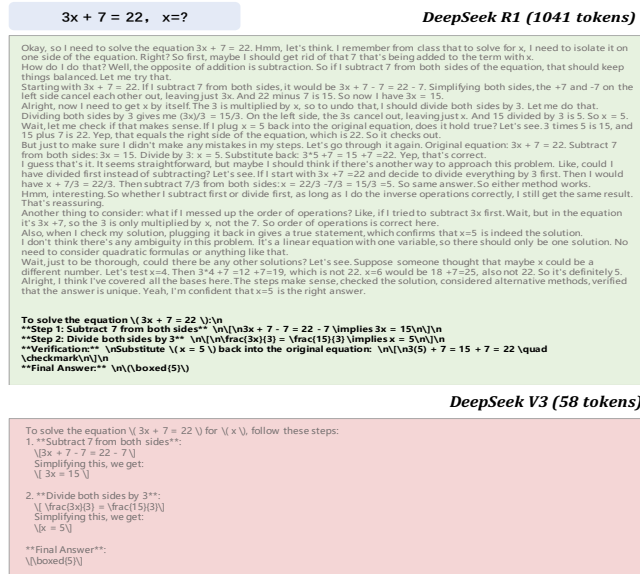 3x + 7 = 22, x=?
DeepSeek R1 (1041 tokens)
Okay, so I need to solve the equation 3x + 7 = 22. Hmm, let's think. I remember from class that to solve for x, I need to isolate it on
one side of the equation. Right? So first, maybe I should get rid of that 7 that's being added to the term with x.
How do I do that? Well, the opposite of addition is subtraction. So if I subtract 7 from both sides of the equation, that should keep
things balanced. Let me try that.
Starting with 3x + 7 = 22. If I subtract 7 from both sides, it would be 3x + 7 - 7 = 22 - 7. Simplifying both sides, the +7 and -7 on the
left side cancel each other out, leaving just 3x. And 22 minus 7 is 15. So now I have 3x = 15.
Alright, now I need to get x by itself. The 3 is multiplied by x, so to undo that, I should divide both sides by 3. Let me do that.
Dividing both sides by 3 gives me (3x)/3 = 15/3. On the left side, the 3s cancel out, leaving just x. And 15 divided by 3 is 5. So x = 5.
Wait, let me check if that makes sense. If I plug x = 5 back into the original equation, does it hold true? Let's see. 3 times 5 is 15, and
15 plus 7 is 22. Yep, that equals the right side of the equation. So it checks out.
But just to make sure I didn't make any mistakes in my steps. Let's go through it again. Original equation: 3x + 7 = 22. Subtract 7
from both sides: 3x = 15. Divide by 3: x = 5. Substitute back: 3*5 +7 = 15 +7 =22. Yep, that's correct.
I guess that's it. It seems straightforward, but maybe I should think if there's another way to approach this problem. Like, could I
have divided first instead of subtracting? Let's see. If I start with 3x +7 =22 and decide to divide everything by 3 first. Then I would
have x + 7/3 = 22/3. Then subtract 7/3 from both sides: x = 22/3 -7/3 = 15/3 =5. So same answer. So either method works.
Hmm, interesting. So whether I subtract first or divide first, as long as I do the inverse operations correctly, I still get the same result.
That's reassuring.
Another thing to consider: what if I messed up the order of operations? Like, if I tried to subtract 3x first. Wait, but in the equation
it's 3x +7, so the 3 is only multiplied by x, not the 7. So order of operations is correct here.
Also, when I check my solution, plugging it back in gives a true statement, which confirms that x=5 is indeed the solution.
I don't think there's any ambiguity in this problem. It's a linear equation with one variable, so there should only be one solution. No
need to consider quadratic formulas or anything like that.
Wait, just to be thorough, could there be any other solutions? Let's see. Suppose someone thought that maybe x could be a
different number. Let's test x=4. Then 3*4 +7 =12 +7=19, which is not 22. x=6 would be 18 +7=25, also not 22. So it's definitely 5.
Alright, I think I've covered all the bases here. The steps make sense, checked the solution, considered alternative methods, verified
that the answer is unique. Yeah, I'm confident that x=5 is the right answer.
To solve the equation \( 3x + 7 = 22 \):\n
**Step 1: Subtract 7 from both sides** \n\[\n3x + 7 - 7 = 22 - 7 \implies 3x = 15\n\]\n
**Step 2: Divide both sides by 3** \n\[\n\frac{3x}{3} = \frac{15}{3} \implies x = 5\n\]\n
**Verification:** \nSubstitute \( x = 5 \) back into the original equation: \n\[\n3(5) + 7 = 15 + 7 = 22 \quad
\checkmark\n\]\n
**Final Answer:** \n\(\boxed{5}\)
DeepSeek V3 (58 tokens)
To solve the equation \( 3x + 7 = 22 \) for \( x \), follow these steps:
1. **Subtract 7 from both sides**:
\[3x + 7 - 7 = 22 - 7 \]
Simplifying this, we get:
\[ 3x = 15 \]
2. **Divide both sides by 3**:
\[ \frac{3x}{3} = \frac{15}{3} \]
Simplifying this, we get:
\[x = 5\]
**Final Answer**:
\[\boxed{5}\]